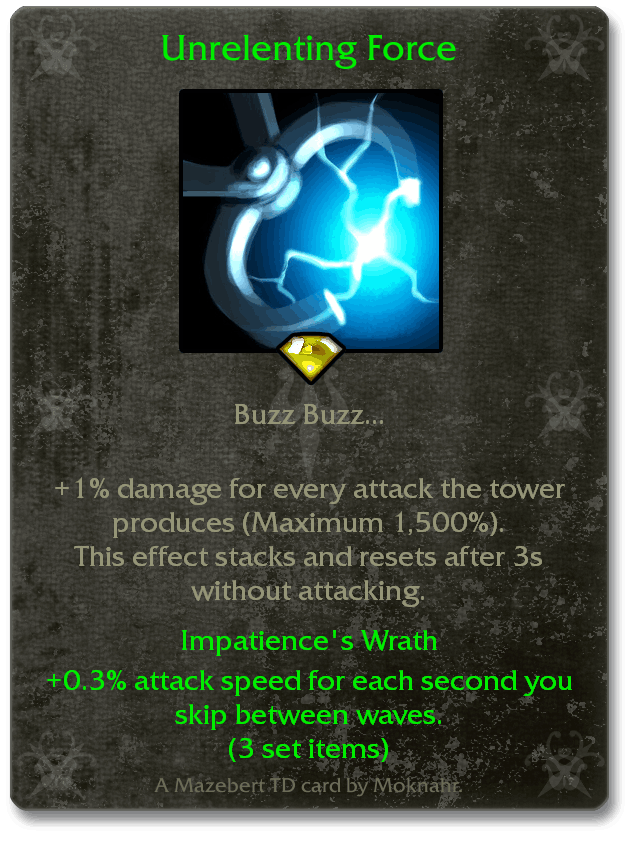 Unrelenting Force
Buzz Buzz...
+1% damage for every attack the tower
produces (Maximum 1,500%).
This effect stacks and resets after 3s
without attacking.
Impatience's Wrath
+0.3% attack speed for each second you
skip between waves.
(3 set items)
A Mazebert TD card by Moknahr.